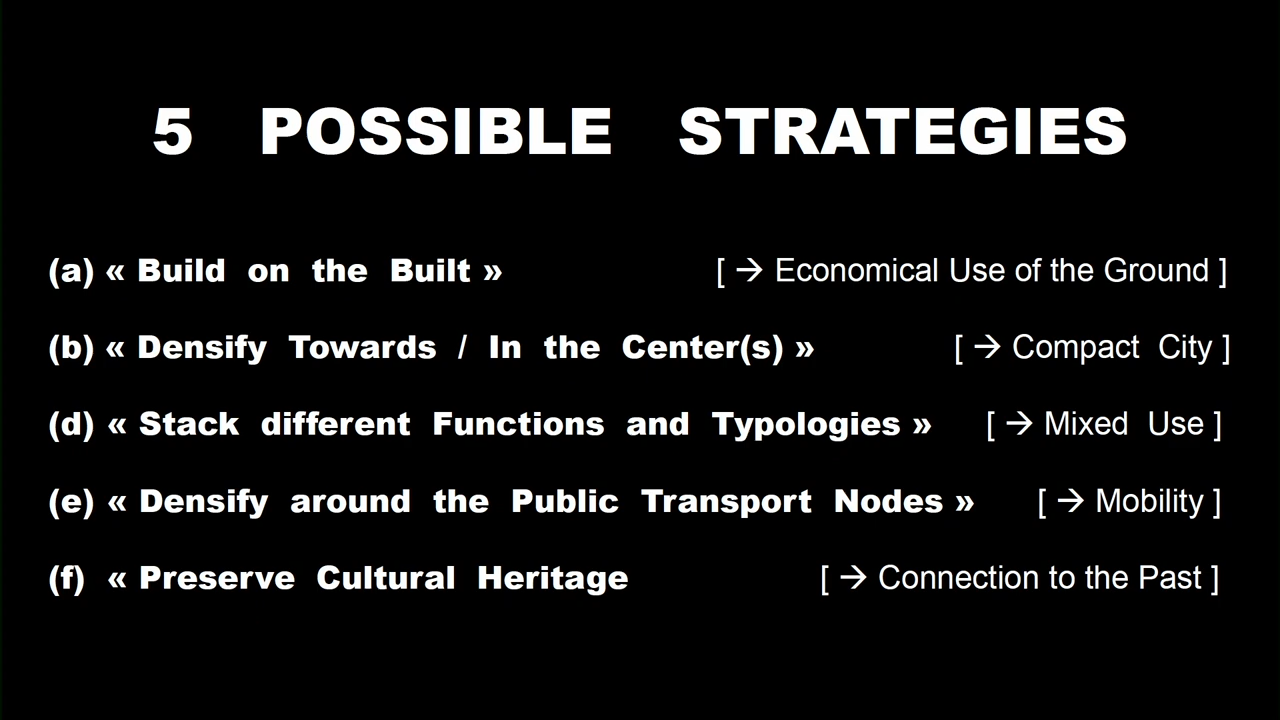 5 POSSIBLE STRATEGIES
(a) « Build on the Built » [ → Economical Use of the Ground ]
(b) « Densify Towards / In the Center(s) » [ → Compact City ]
(d) « Stack different Functions and Typologies » [ → Mixed Use ]
(e) « Densify around the Public Transport Nodes » [ → Mobility ]
(f) « Preserve Cultural Heritage [ → Connection to the Past ]